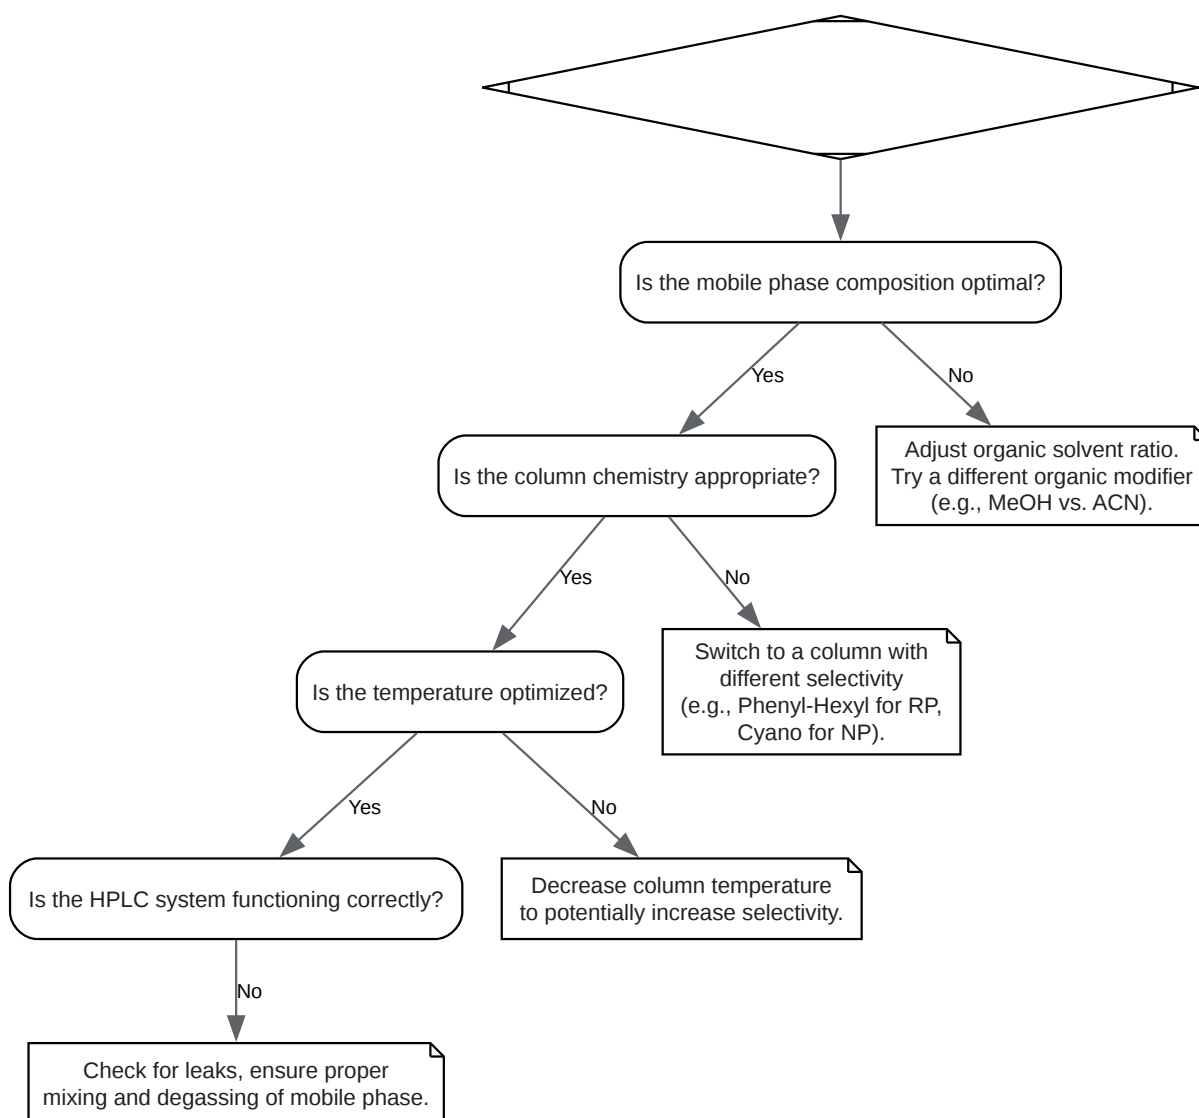 Is the mobile phase composition optimal?
Yes
No
Adjust organic solvent ratio.
Try a different organic modifier
(e.g., MeOH vs. ACN).
Is the column chemistry appropriate?
Yes
No
Switch to a column with
different selectivity
(e.g., Phenyl-Hexyl for RP,
Cyano for NP).
Is the temperature optimized?
Yes
No
Is the HPLC system functioning correctly?
Decrease column temperature
to potentially increase selectivity.
No
Check for leaks, ensure proper
mixing and degassing of mobile phase.